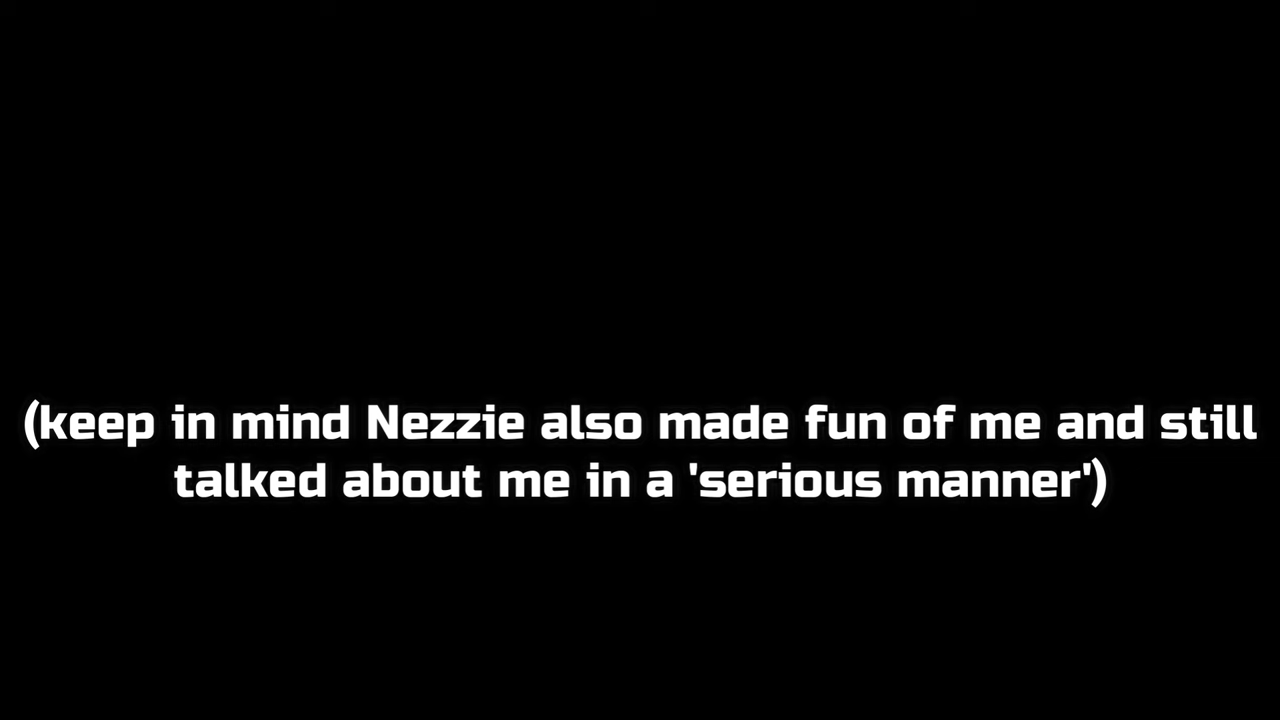 (keep in mind Nezzie also made fun of me and still
talked about me in a 'serious manner')